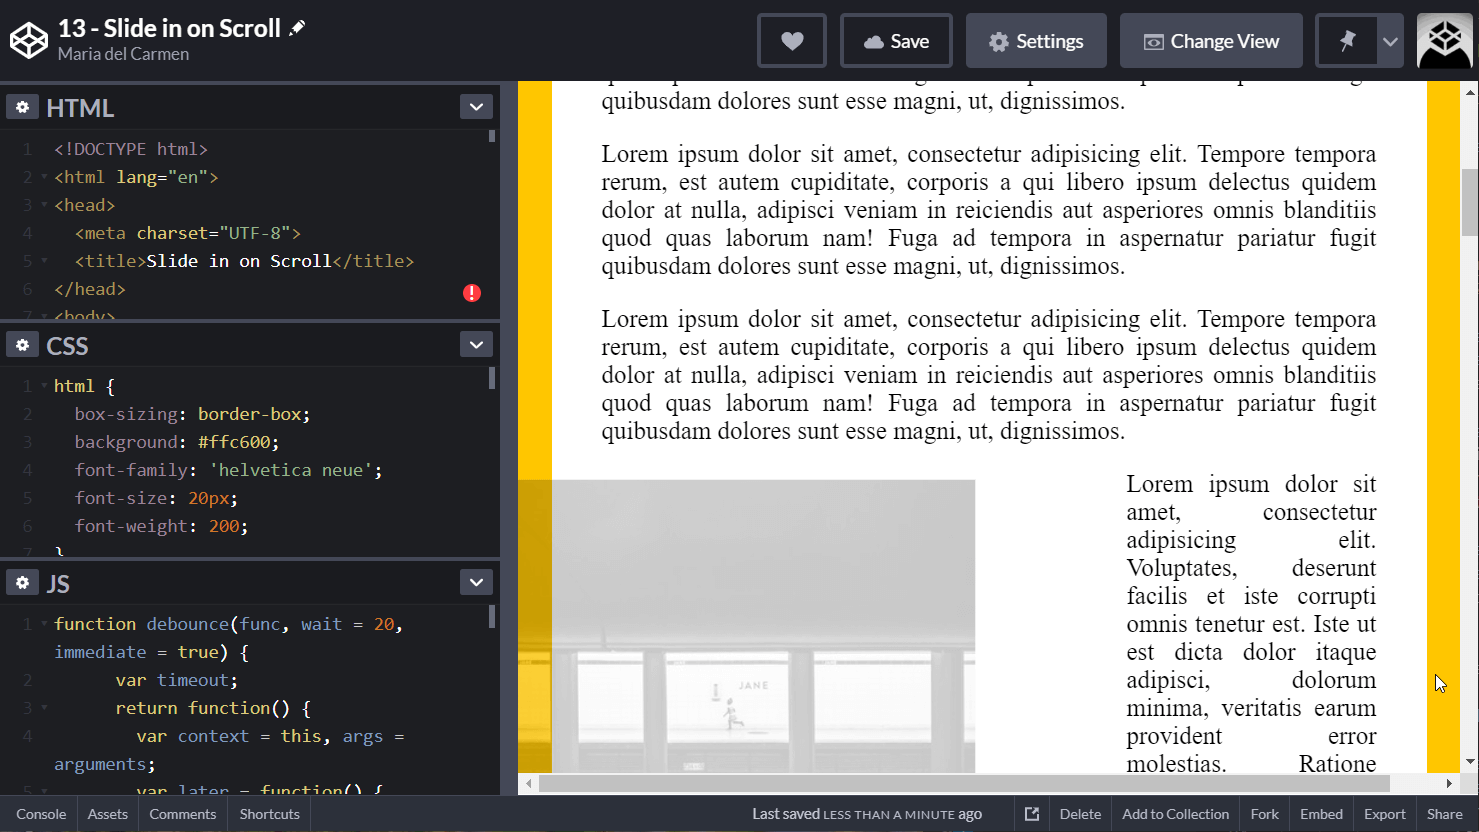 13 - Slide in on Scroll
Maria del Carmen
Save
Settings
Change View
HTML
1 <!DOCTYPE html>
2 <html lang="en">
3 <head>
4 <meta charset="UTF-8">
5 <title>Slide in on Scroll</title>
6 </head>
7 <body>
CSS
1 html {
2 box-sizing: border-box;
3 background: #ffc600;
4 font-family: 'helvetica neue';
5 font-size: 20px;
6 font-weight: 200;
7 }
JS
1 function debounce(func, wait = 20,
immediate = true) {
2 var timeout;
3 return function() {
4 var context = this, args =
arguments;
5 var later = function() {
quibusdam dolores sunt esse magni, ut, dignissimos.
Lorem ipsum dolor sit amet, consectetur adipisicing elit. Tempore tempora
rerum, est autem cupiditate, corporis a qui libero ipsum delectus quidem
dolor at nulla, adipisci veniam in reiciendis aut asperiores omnis blanditiis
quod quas laborum nam! Fuga ad tempora in aspernatur pariatur fugit
quibusdam dolores sunt esse magni, ut, dignissimos.
Lorem ipsum dolor sit amet, consectetur adipisicing elit. Tempore tempora
rerum, est autem cupiditate, corporis a qui libero ipsum delectus quidem
dolor at nulla, adipisci veniam in reiciendis aut asperiores omnis blanditiis
quod quas laborum nam! Fuga ad tempora in aspernatur pariatur fugit
quibusdam dolores sunt esse magni, ut, dignissimos.
JANE
Lorem ipsum dolor sit
amet, consectetur
adipisicing elit.
Voluptates, deserunt
facilis et iste corrupti
omnis tenetur est. Iste ut
est dicta dolor itaque
adipisci, dolorum
minima, veritatis earum
provident error
molestias. Ratione
Console
Assets
Comments
Shortcuts
Last saved LESS THAN A MINUTE ago
Delete
Add to Collection
Fork
Embed
Export
Share